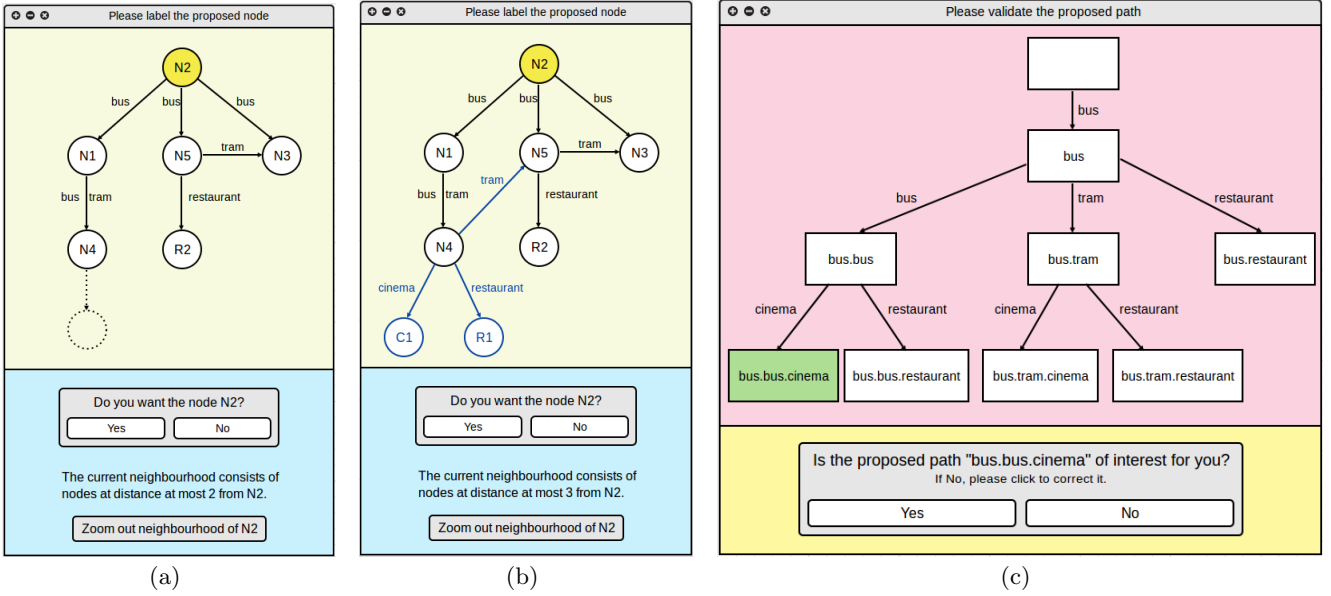 Please label the proposed node
N2
bus
bus
bus
N1
N5
tram
N3
bus
tram
restaurant
N4
R2
Do you want the node N2?
Yes
No
The current neighbourhood consists of
nodes at distance at most 2 from N2.
Zoom out neighbourhood of N2
(a)
Please label the proposed node
N2
bus
bus
bus
N1
N5
tram
N3
tram
bus
tram
restaurant
N4
R2
cinema
restaurant
C1
R1
Do you want the node N2?
Yes
No
The current neighbourhood consists of
nodes at distance at most 3 from N2.
Zoom out neighbourhood of N2
(b)
Please validate the proposed path
bus
bus
bus
tram
restaurant
bus.bus
bus.tram
bus.restaurant
cinema
restaurant
cinema
restaurant
bus.bus.cinema
bus.bus.restaurant
bus.tram.cinema
bus.tram.restaurant
Is the proposed path "bus.bus.cinema" of interest for you?
If No, please click to correct it.
Yes
No
(c)